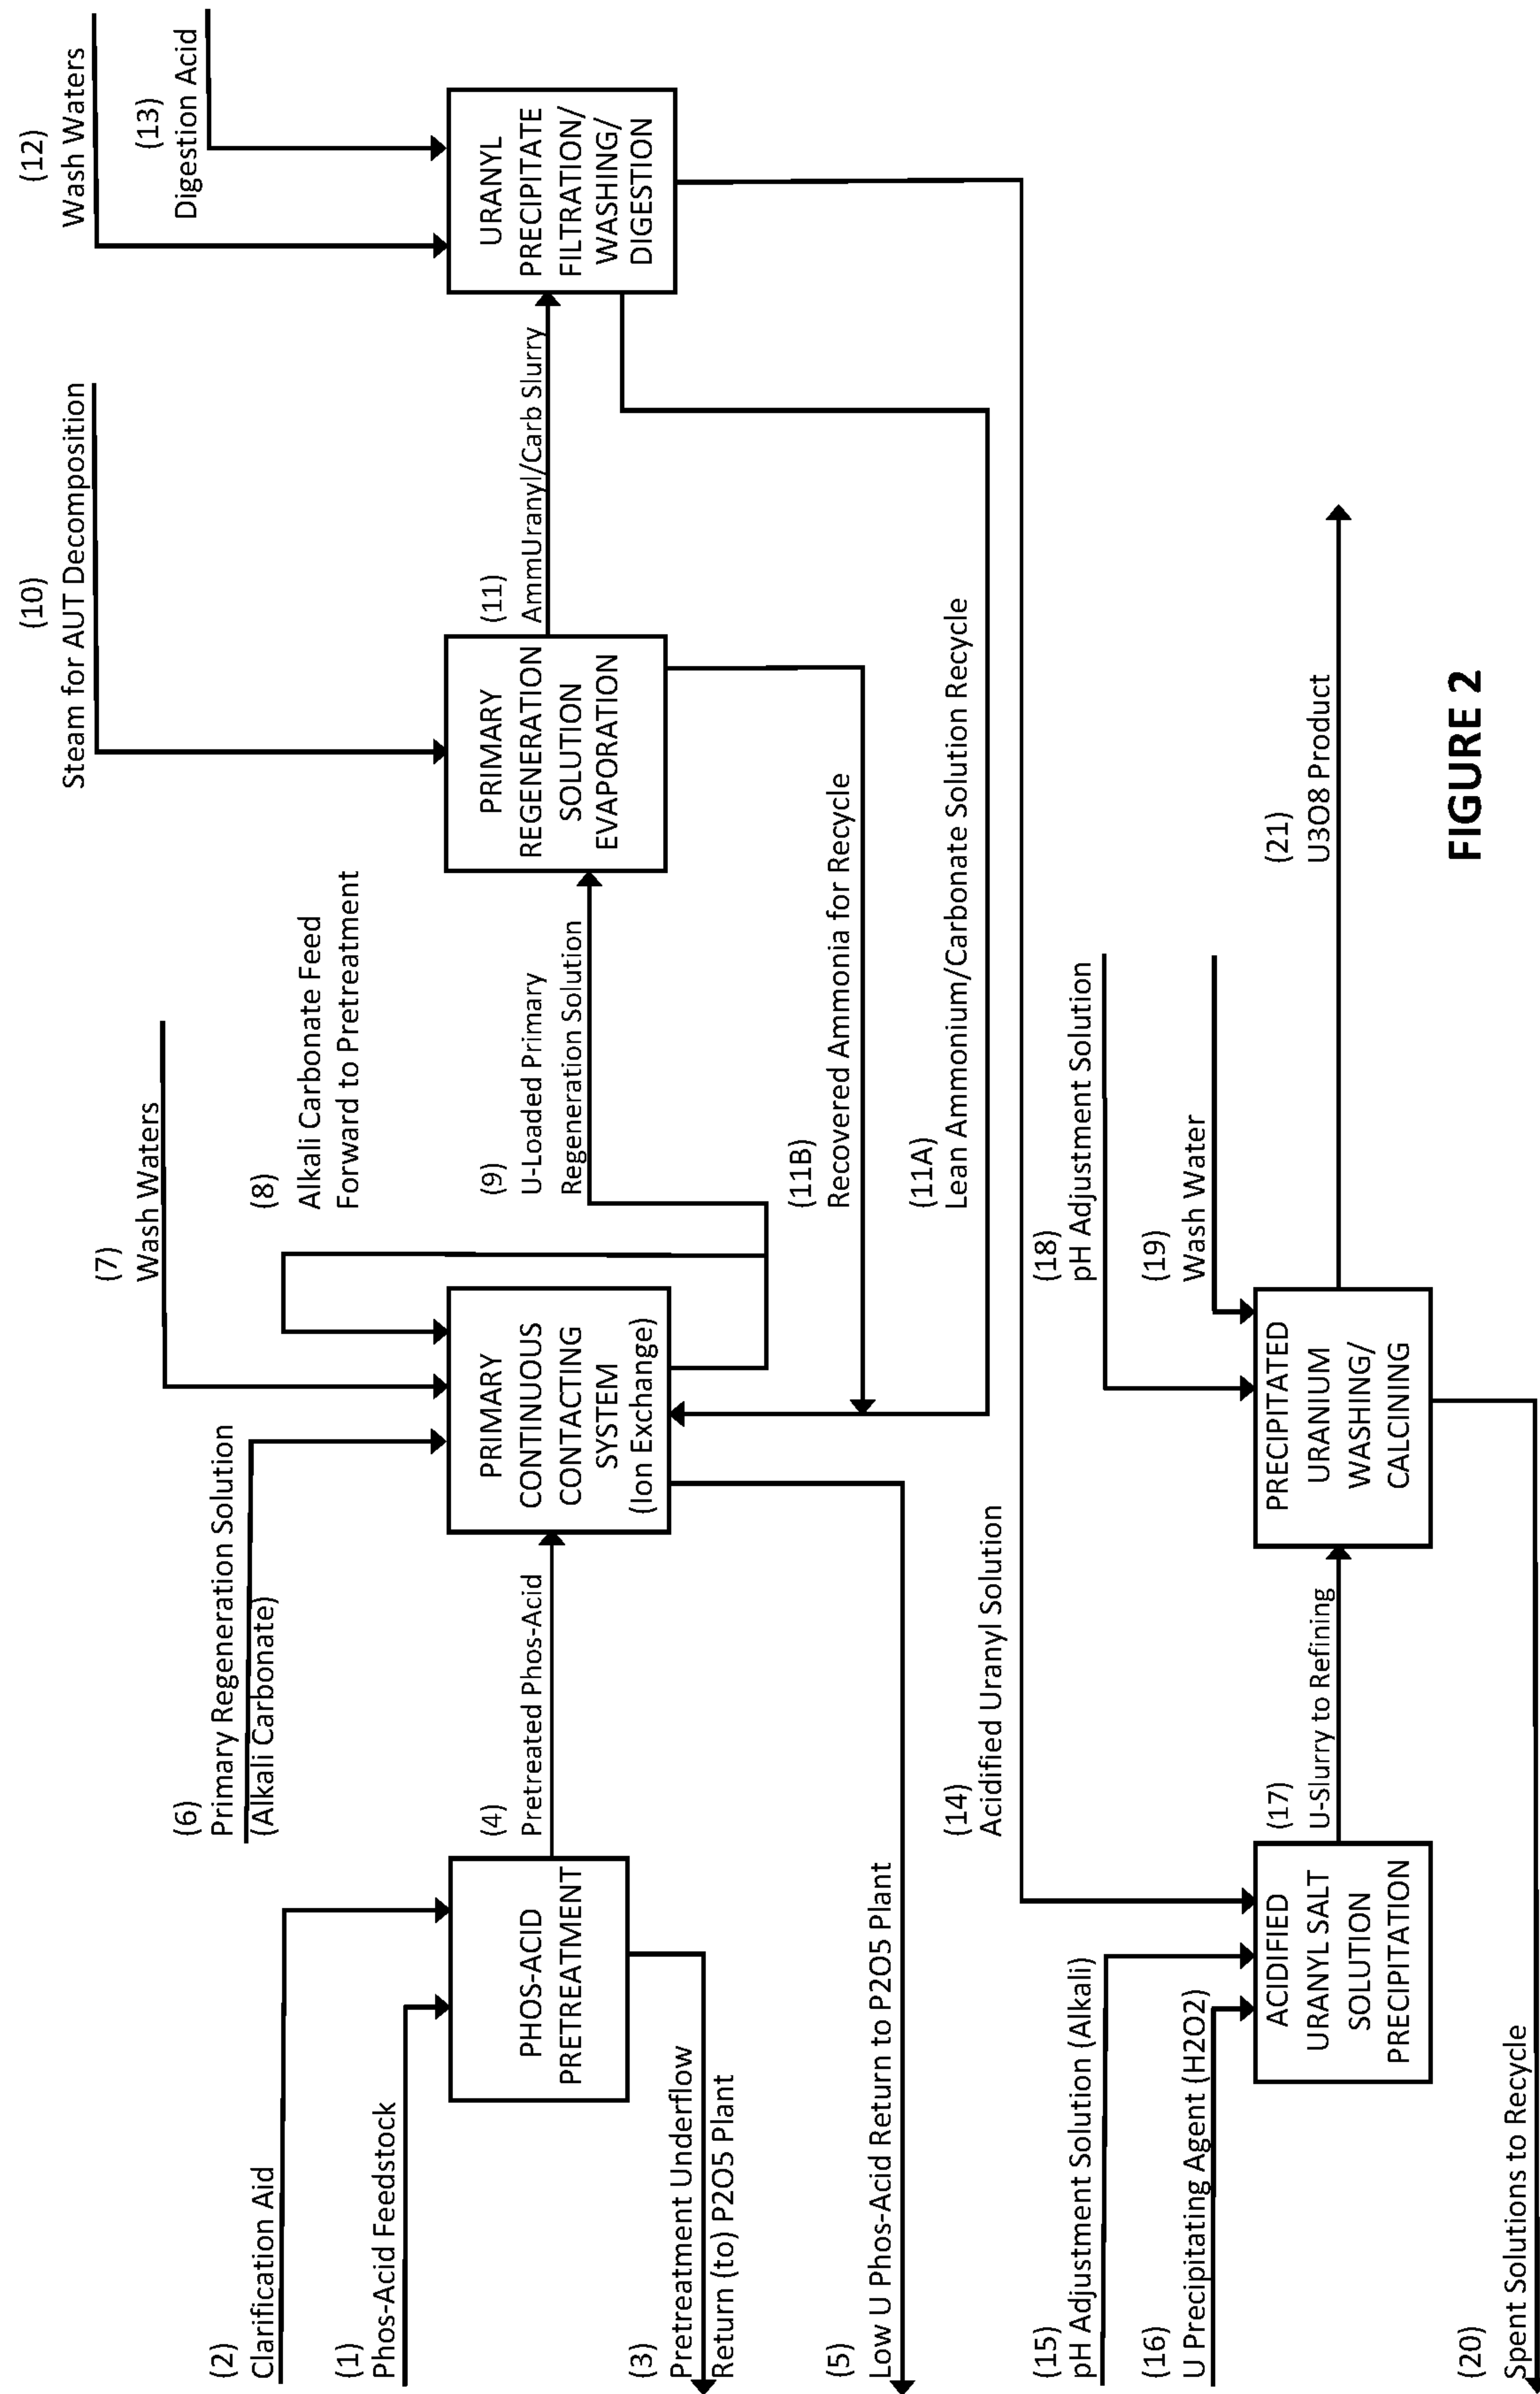 (12)
Wash Waters
(13)
Digestion Acid
(10)
Steam for AUT Decomposition
(7)
Wash Waters
(8)
Alkali Carbonate Feed
Forward to Pretreatment
(6)
Primary Regeneration Solution
(Alkali Carbonate)
(2)
Clarification Aid
(1)
Phos-Acid Feedstock
PHOS-ACID
PRETREATMENT
(4)
Pretreated Phos-Acid
PRIMARY
CONTINUOUS
CONTACTING
SYSTEM
(Ion Exchange)
(9)
U-Loaded Primary
Regeneration Solution
PRIMARY
REGENERATION
SOLUTION
EVAPORATION
(11)
AmmUranyl/Carb Slurry
URANYL
PRECIPITATE
FILTRATION/
WASHING/
DIGESTION
(3)
Pretreatment Underflow
Return (to) P2O5 Plant
(5)
Low U Phos-Acid Return to P2O5 Plant
(11B)
Recovered Ammonia for Recycle
(11A)
Lean Ammonium/Carbonate Solution Recycle
(14)
Acidified Uranyl Solution
(15)
pH Adjustment Solution (Alkali)
(16)
U Precipitating Agent (H2O2)
ACIDIFIED
URANYL SALT
SOLUTION
PRECIPITATION
(17)
U-Slurry to Refining
(18)
pH Adjustment Solution
(19)
Wash Water
PRECIPITATED
URANIUM
WASHING/
CALCINING
(21)
U3O8 Product
(20)
Spent Solutions to Recycle
FIGURE 2